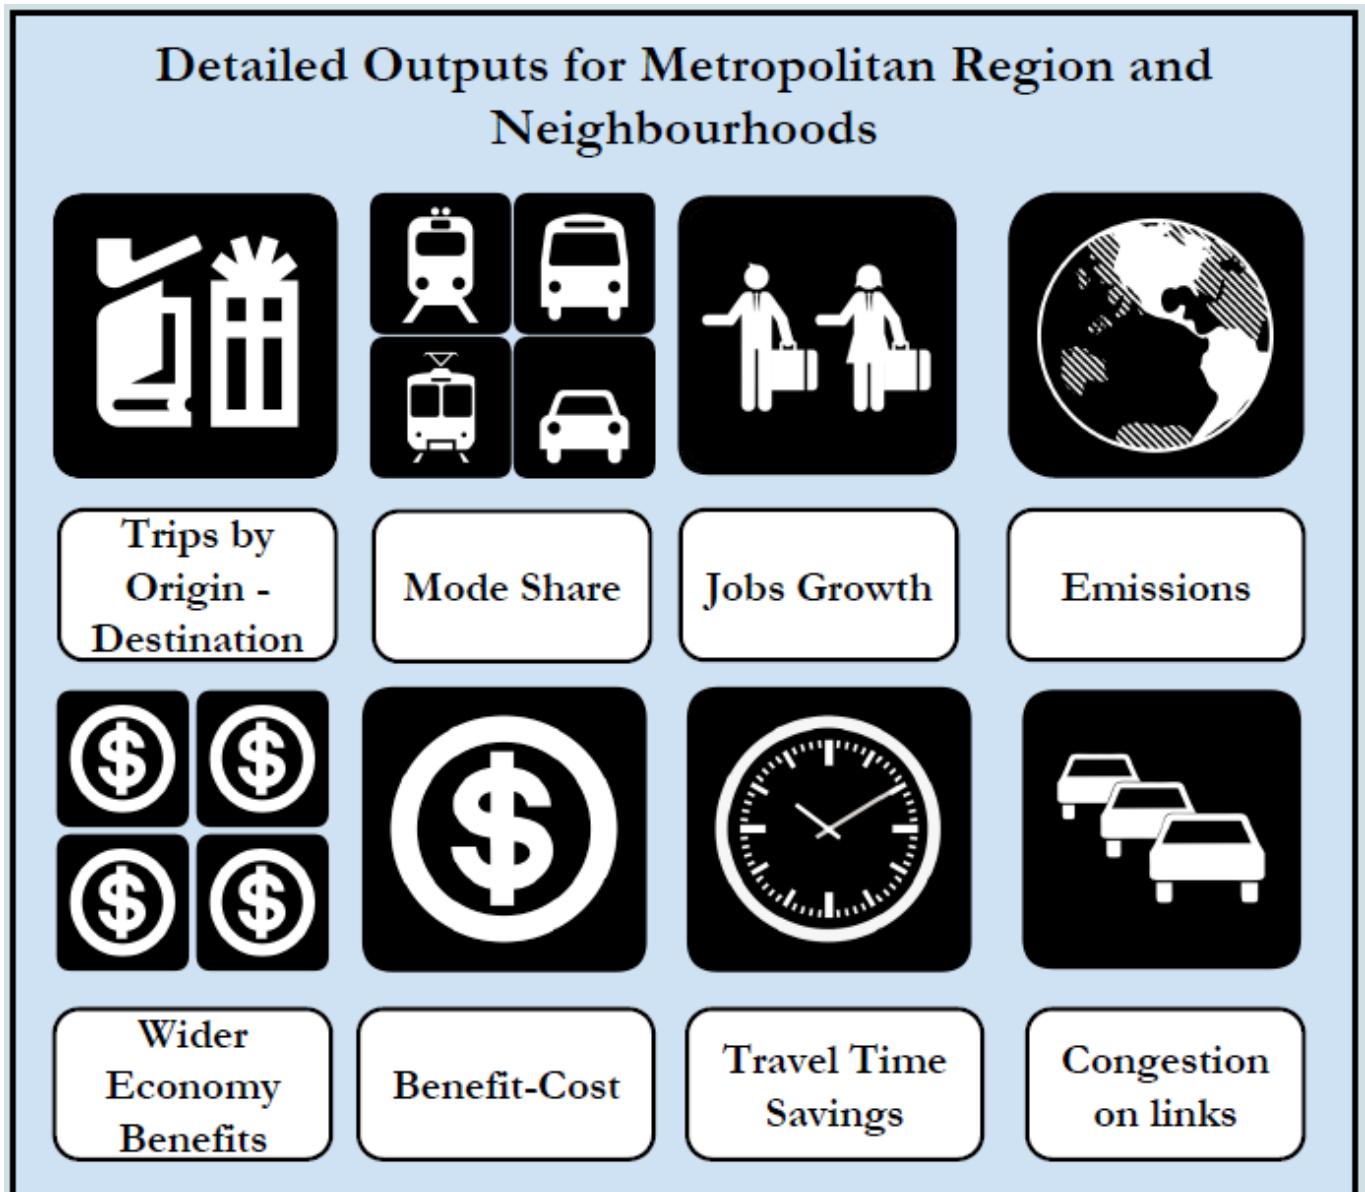 Detailed Outputs for Metropolitan Region and
Neighbourhoods
Trips by
Origin -
Destination
Mode Share
Jobs Growth
Emissions
$ $
$ $
$
Wider
Economy
Benefits
Benefit-Cost
Travel Time
Savings
Congestion
on links